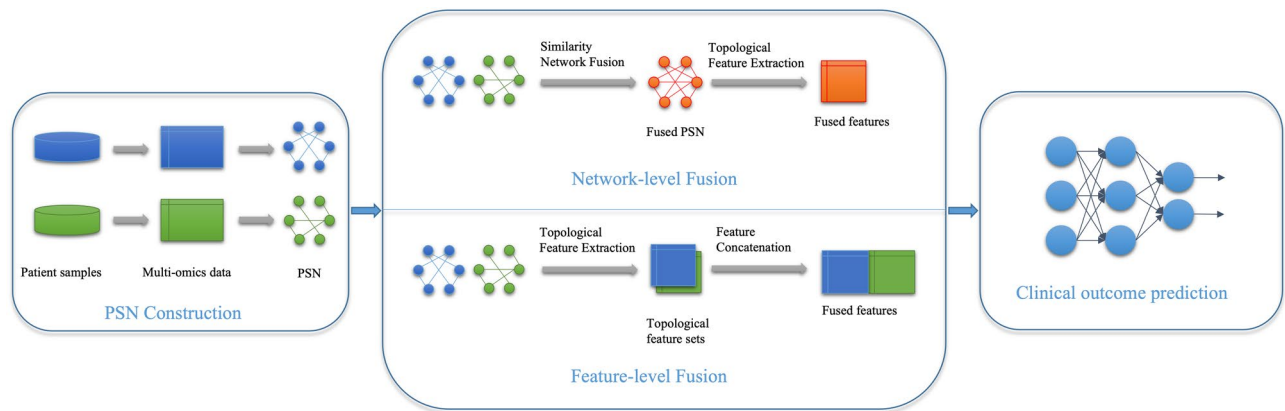 Patient samples
Multi-omics data
PSN
PSN Construction
Similarity
Network Fusion
Topological
Feature Extraction
Fused PSN
Fused features
Network-level Fusion
Topological
Feature Extraction
Feature
Concatenation
Topological
feature sets
Fused features
Feature-level Fusion
Clinical outcome prediction